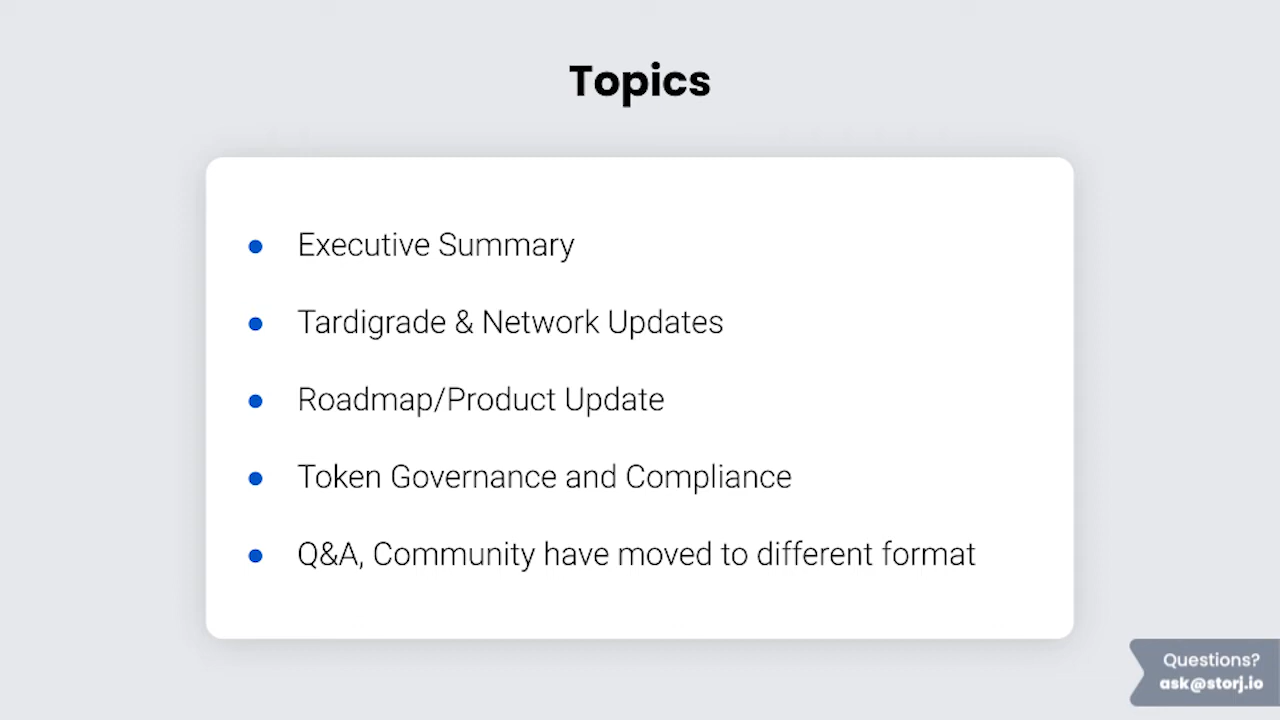 Topics
Executive Summary
Tardigrade & Network Updates
Roadmap/Product Update
Token Governance and Compliance
Q&A, Community have moved to different format
Questions?
ask@storj.io